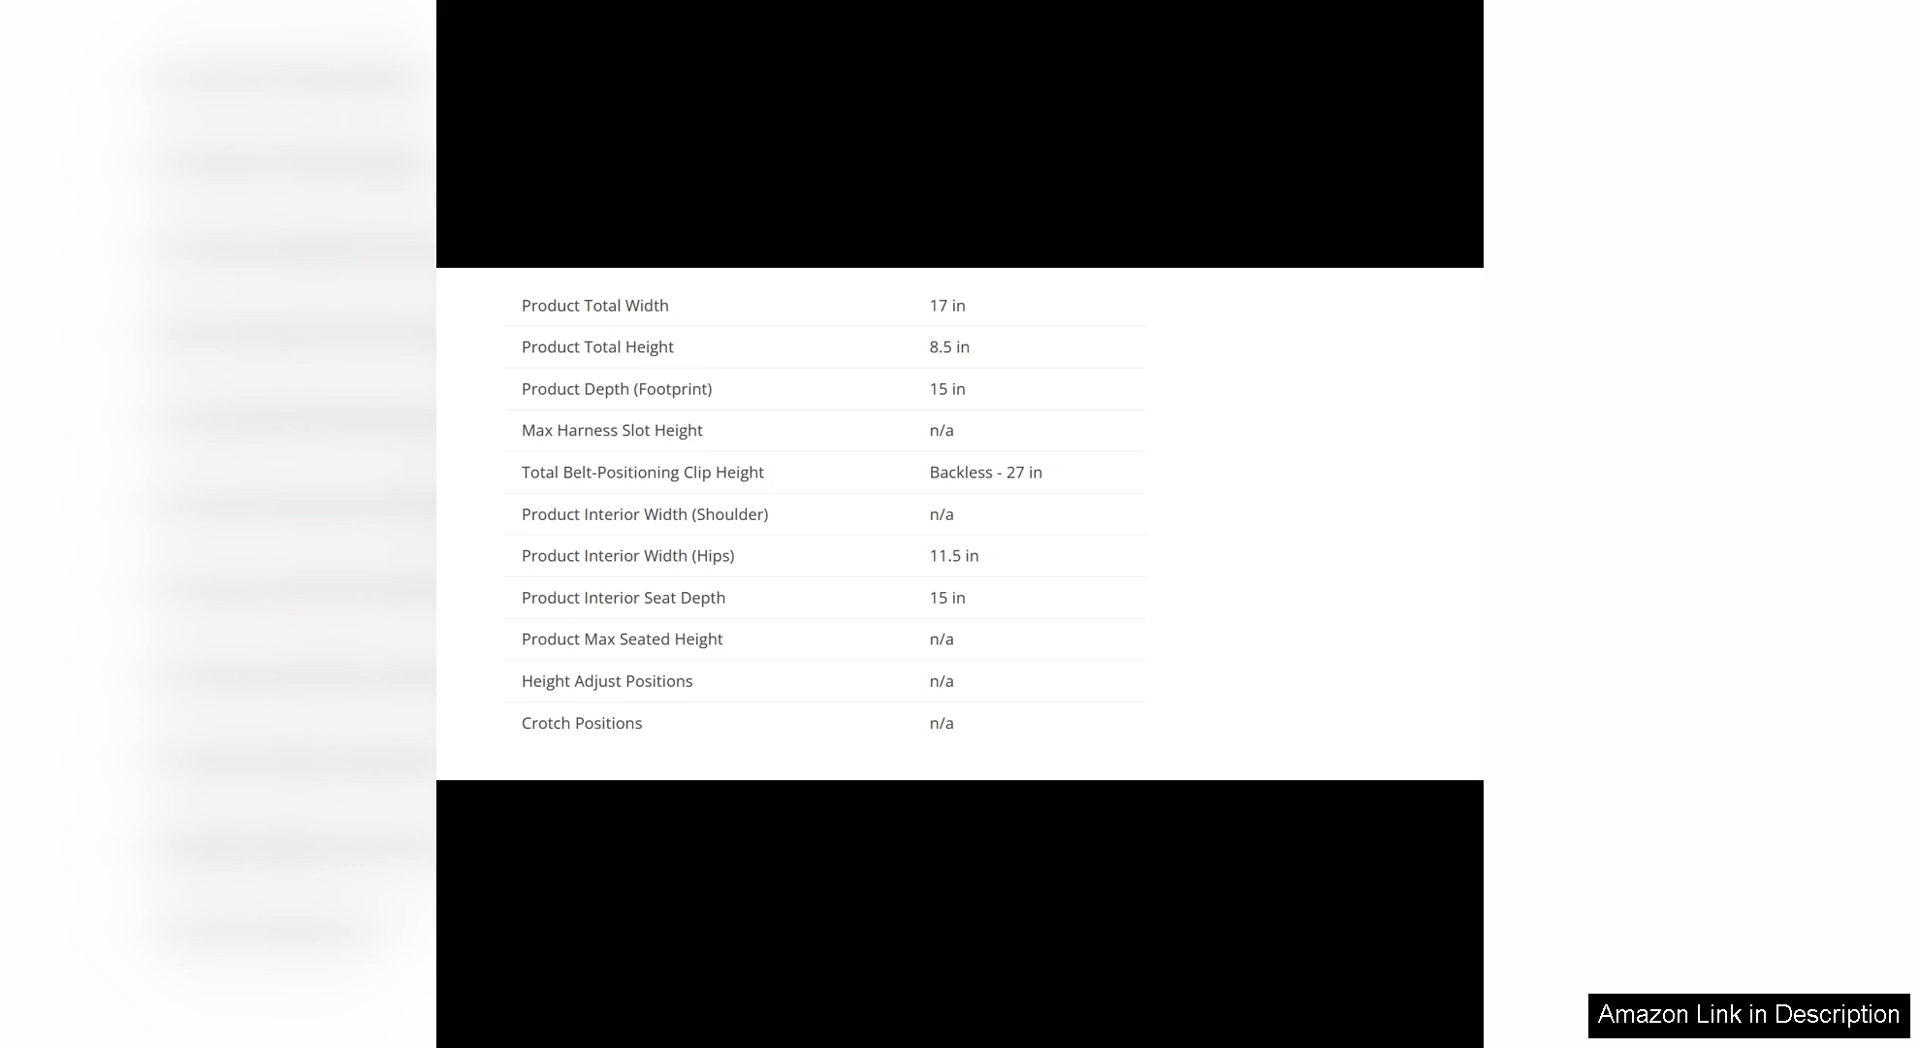 Product Total Width 17 in
Product Total Height 8.5 in
Product Depth (Footprint) 15 in
Max Harness Slot Height n/a
Total Belt-Positioning Clip Height Backless - 27 in
Product Interior Width (Shoulder) n/a
Product Interior Width (Hips) 11.5 in
Product Interior Seat Depth 15 in
Product Max Seated Height n/a
Height Adjust Positions n/a
Crotch Positions n/a
Amazon Link in Description